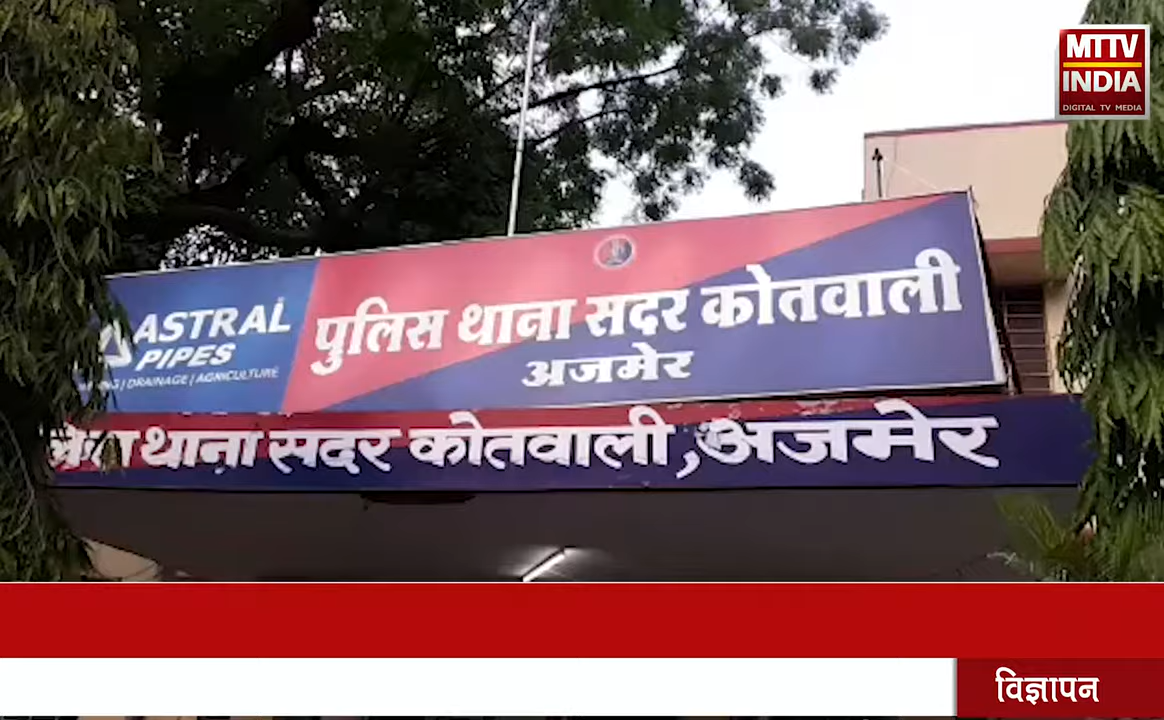 MTTV
INDIA
DIGITAL TV MEDIA
ASTRAL
PIPES
DRAINAGE | AGRICULTURE
पुलिस थाना सदर कोतवाली
अजमेर
थाना सदर कोतवाली, अजमेर
विज्ञापन